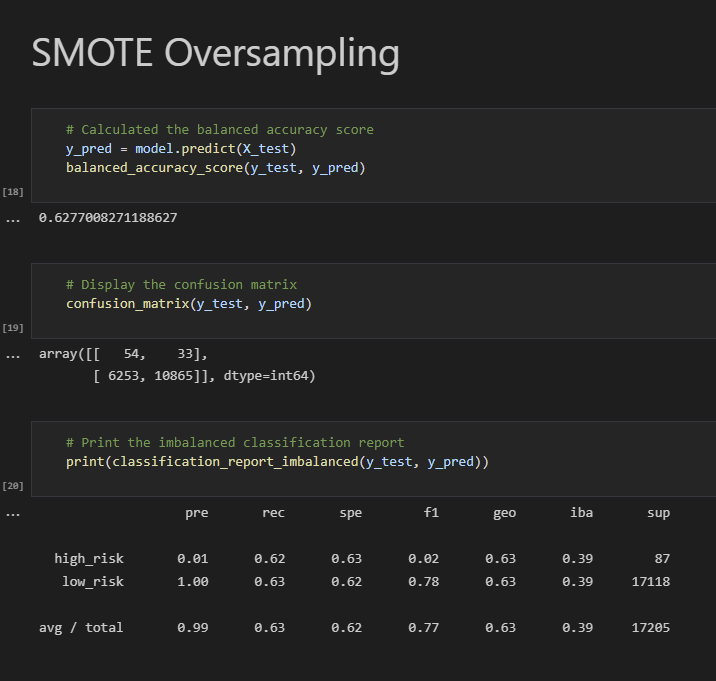 SMOTE Oversampling
# Calculated the balanced accuracy score
y_pred = model.predict(X_test)
balanced_accuracy_score(y_test, y_pred)
[18]
... 0.6277008271188627
# Display the confusion matrix
confusion_matrix(y_test, y_pred)
[19]
... array([[   54,    33],
       [ 6253, 10865]], dtype=int64)
# Print the imbalanced classification report
print(classification_report_imbalanced(y_test, y_pred))
[20]
...                   pre       rec       spe        f1       geo       iba       sup
  high_risk       0.01      0.62      0.63      0.02      0.63      0.39        87
   low_risk       1.00      0.63      0.62      0.78      0.63      0.39     17118
avg / total       0.99      0.63      0.62      0.77      0.63      0.39     17205